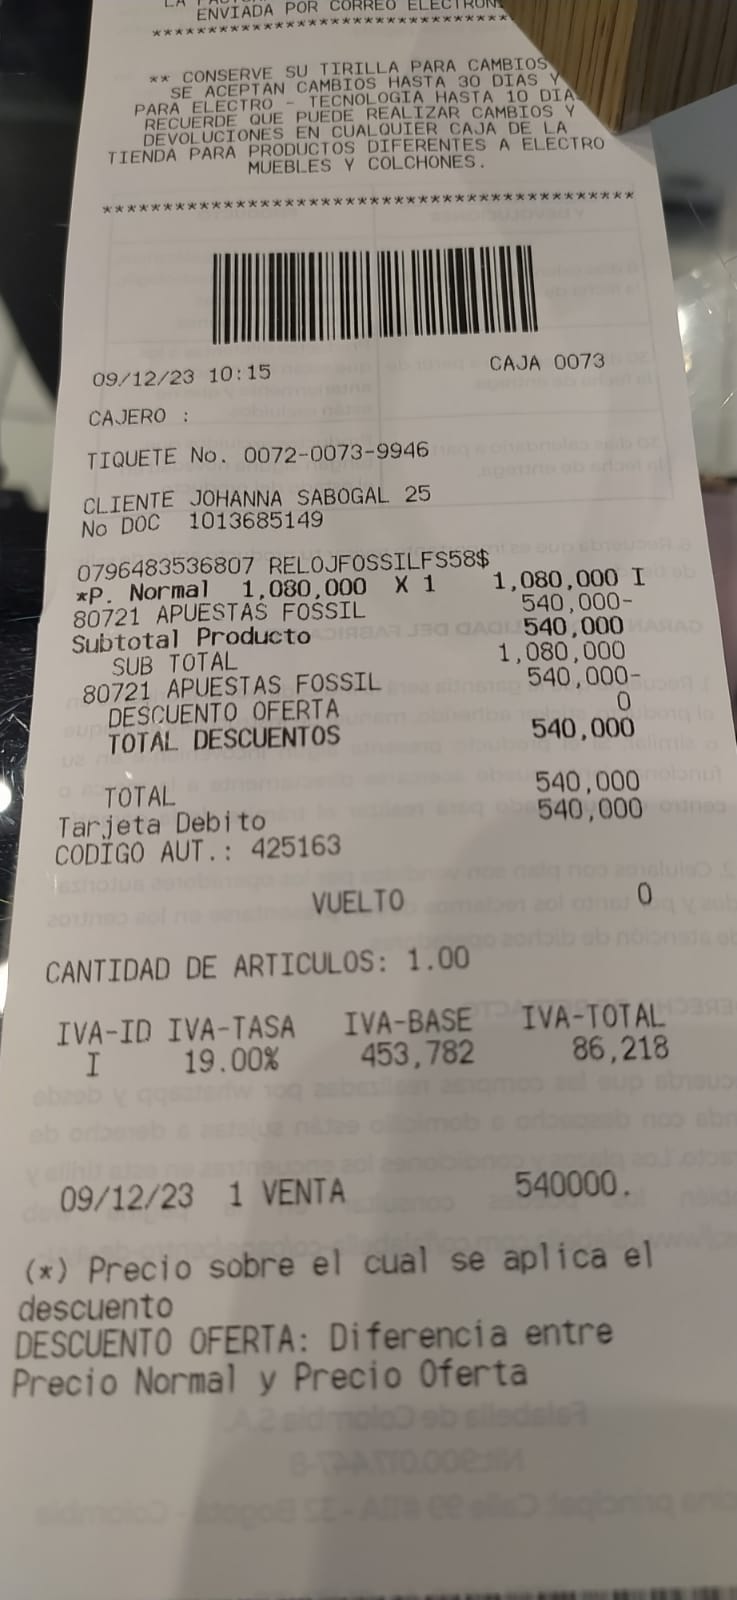 ENVIADA POR CORREO
****************************************
** CONSERVE SU TIRILLA PARA CAMBIOS
SE ACEPTAN CAMBIOS HASTA 30 DIAS Y
PARA ELECTRO - TECNOLOGIA HASTA 10
RECUERDE QUE PUEDE REALIZAR CAMBIOS Y
DEVOLUCIONES EN CUALQUIER CAJA DE LA
TIENDA PARA PRODUCTOS DIFERENTES A ELECTRO
MUEBLES Y COLCHONES.
********************************************
09/12/23 10:15 CAJA 0073
CAJERO :
TIQUETE No. 0072-0073-9946
CLIENTE JOHANNA SABOGAL 25
No DOC 1013685149
0796483536807 RELOJFOSSILFS58$
*P. Normal 1,080,000 X 1 1,080,000 I
80721 APUESTAS FOSSIL 540,000-
Subtotal Producto 540,000
SUB TOTAL 1,080,000
80721 APUESTAS FOSSIL 540,000-
DESCUENTO OFERTA 0
TOTAL DESCUENTOS 540,000
TOTAL 540,000
Tarjeta Debito 540,000
CODIGO AUT.: 425163
VUELTO 0
CANTIDAD DE ARTICULOS: 1.00
IVA-ID IVA-TASA IVA-BASE IVA-TOTAL
I 19.00% 453,782 86,218
09/12/23 1 VENTA 540000.
(*) Precio sobre el cual se aplica el
descuento
DESCUENTO OFERTA: Diferencia entre
Precio Normal y Precio Oferta